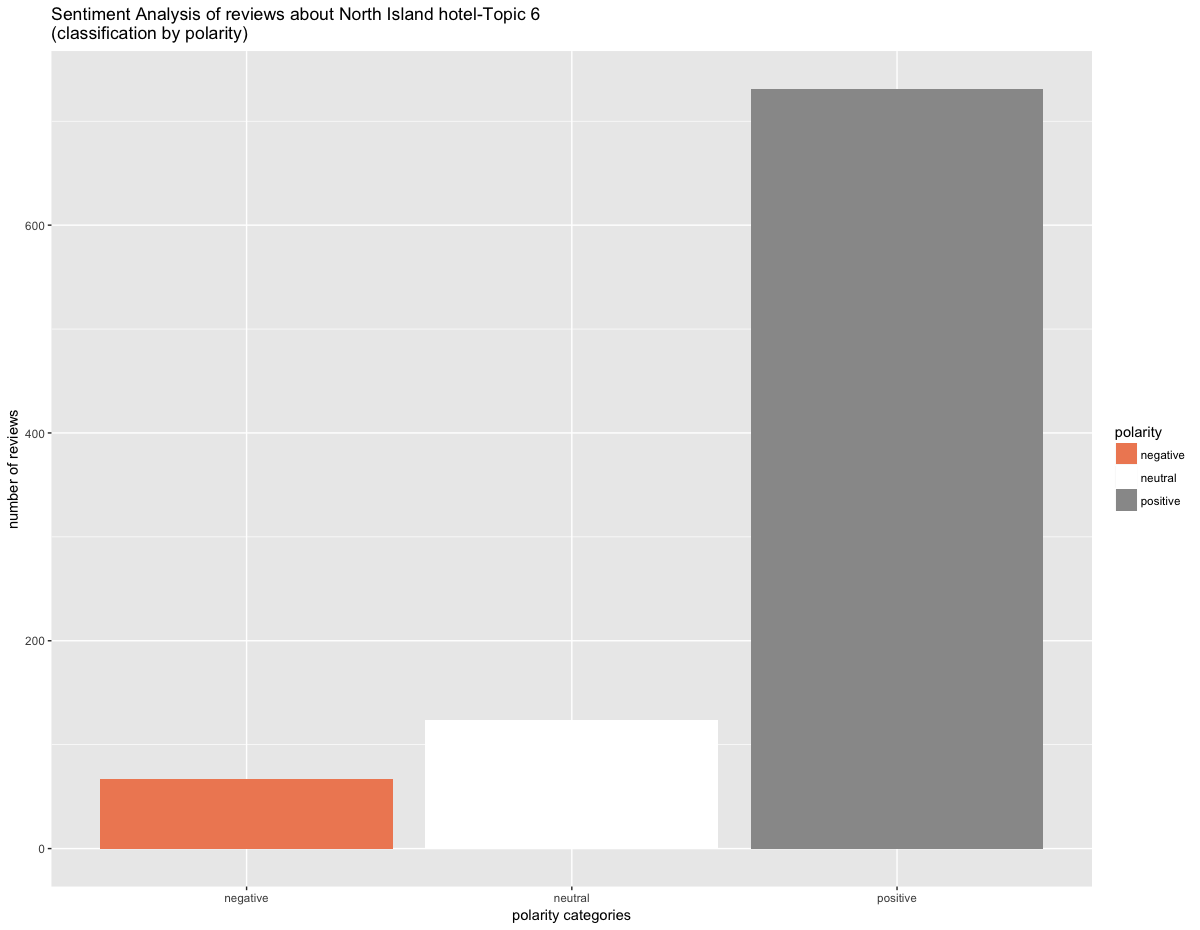 Sentiment Analysis of reviews about North Island hotel-Topic 6
(classification by polarity)
number of reviews
600
400
200
0
negative
neutral
positive
polarity categories
polarity
negative
neutral
positive